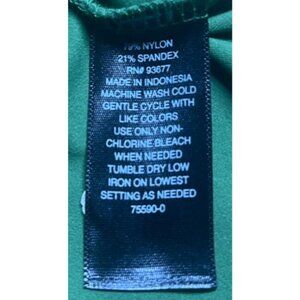 79% NYLON
21% SPANDEX
RN# 93677
MADE IN INDONESIA
MACHINE WASH COLD
GENTLE CYCLE WITH
LIKE COLORS
USE ONLY NON-
CHLORINE BLEACH
WHEN NEEDED
TUMBLE DRY LOW
IRON ON LOWEST
SETTING AS NEEDED
75590-0